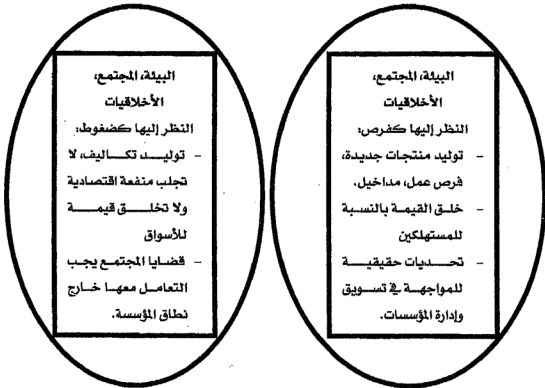 البيئة، المجتمع،
الأخلاقيات
النظر إليها كفرص:
- توليد منتجات جديدة،
فرص عمل، مداخيل.
- خلق القيمة بالنسبة
للمستهلكين
- تحديات حقيقية
للمواجهة في تسويق
وإدارة المؤسسات.
البيئة، المجتمع،
الأخلاقيات
النظر إليها كضغوط:
- توليد تكاليف، لا
تجلب منفعة اقتصادية
ولا تخلق قيمة
للأسواق
- قضايا المجتمع يجب
التعامل معها خارج
نطاق المؤسسة.